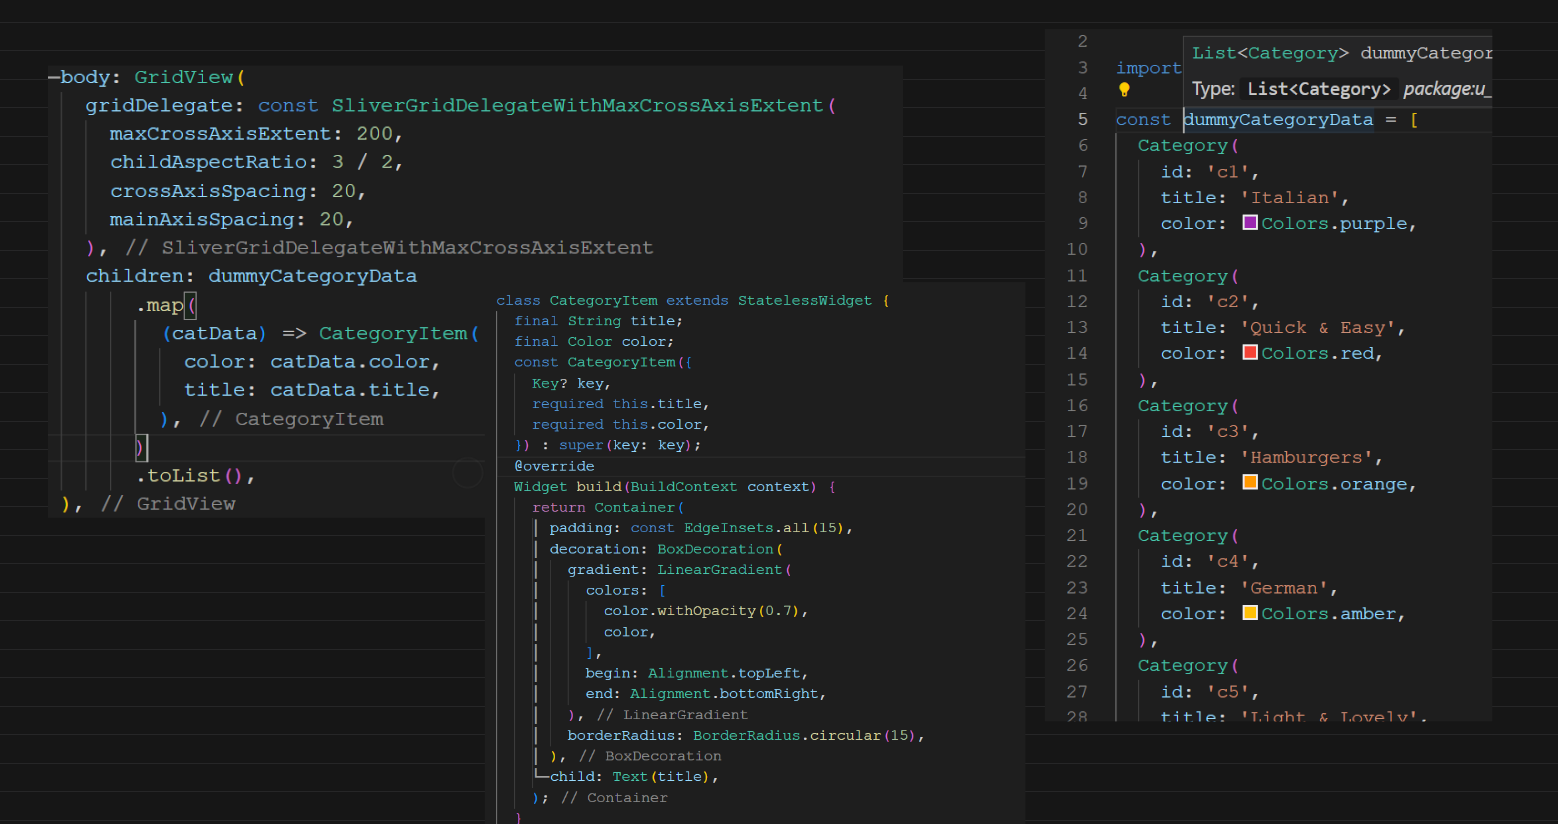 body: GridView(
gridDelegate: const SliverGridDelegateWithMaxCrossAxisExtent(
maxCrossAxisExtent: 200,
childAspectRatio: 3 / 2,
crossAxisSpacing: 20,
mainAxisSpacing: 20,
), // SliverGridDelegateWithMaxCrossAxisExtent
children: dummyCategoryData
.map(
(catData) => CategoryItem(
color: catData.color,
title: catData.title,
), // CategoryItem
)
.toList(),
), // GridView
class CategoryItem extends StatelessWidget {
final String title;
final Color color;
const CategoryItem({
Key? key,
required this.title,
required this.color,
}) : super(key: key);
@override
Widget build(BuildContext context) {
return Container(
padding: const EdgeInsets.all(15),
decoration: BoxDecoration(
gradient: LinearGradient(
colors: [
color.withOpacity(0.7),
color,
],
begin: Alignment.topLeft,
end: Alignment.bottomRight,
), // LinearGradient
borderRadius: BorderRadius.circular(15),
), // BoxDecoration
child: Text(title),
); // Container
}
2
List<Category> dummyCategor
3 import
4 Type: List<Category> package:u_
5 const dummyCategoryData = [
6 Category(
7 id: 'c1',
8 title: 'Italian',
9 color: Colors.purple,
10 ),
11 Category(
12 id: 'c2',
13 title: 'Quick & Easy',
14 color: Colors.red,
15 ),
16 Category(
17 id: 'c3',
18 title: 'Hamburgers',
19 color: Colors.orange,
20 ),
21 Category(
22 id: 'c4',
23 title: 'German',
24 color: Colors.amber,
25 ),
26 Category(
27 id: 'c5',
28 title: 'Light & Lovely',